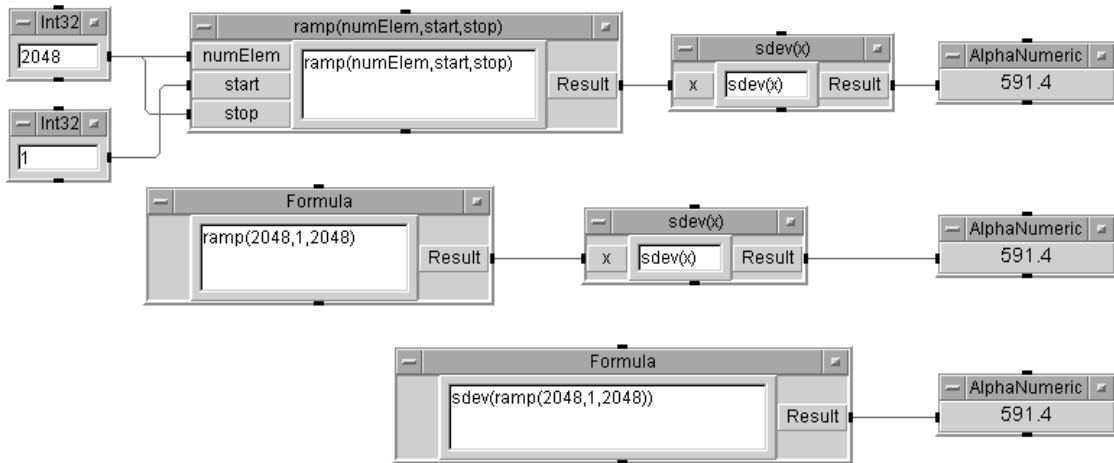 Int32
2048
Int32
1
ramp(numElem,start,stop)
numElem
start
stop
ramp(numElem,start,stop)
Result
sdev(x)
x
sdev(x)
Result
AlphaNumeric
591.4
Formula
ramp(2048,1,2048)
Result
sdev(x)
x
sdev(x)
Result
AlphaNumeric
591.4
Formula
sdev(ramp(2048,1,2048))
Result
AlphaNumeric
591.4